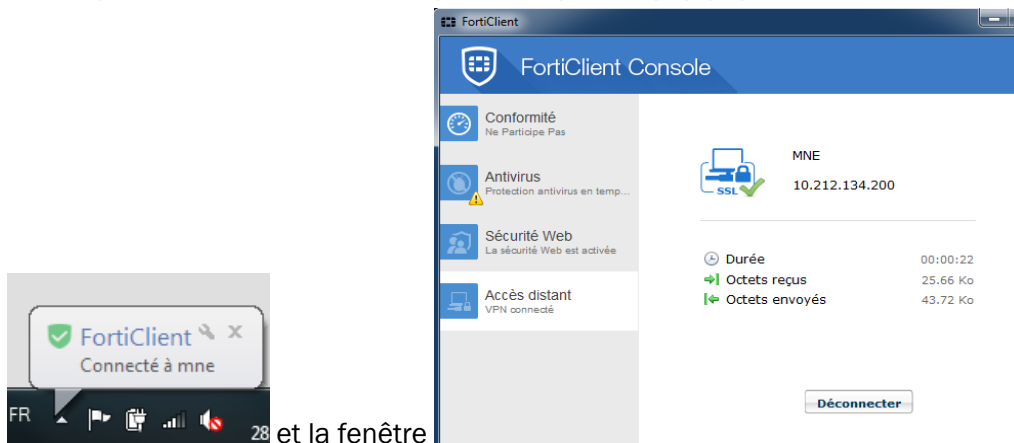 FortiClient
FortiClient Console
Conformité
Ne Participe Pas
Antivirus
Protection antivirus en temp...
Sécurité Web
La sécurité Web est activée
Accès distant
VPN connecté
MNE
10.212.134.200
SSL
Durée 00:00:22
Octets reçus 25.66 Ko
Octets envoyés 43.72 Ko
Déconnecter
FortiClient
Connecté à mne
FR
28
et la fenêtre